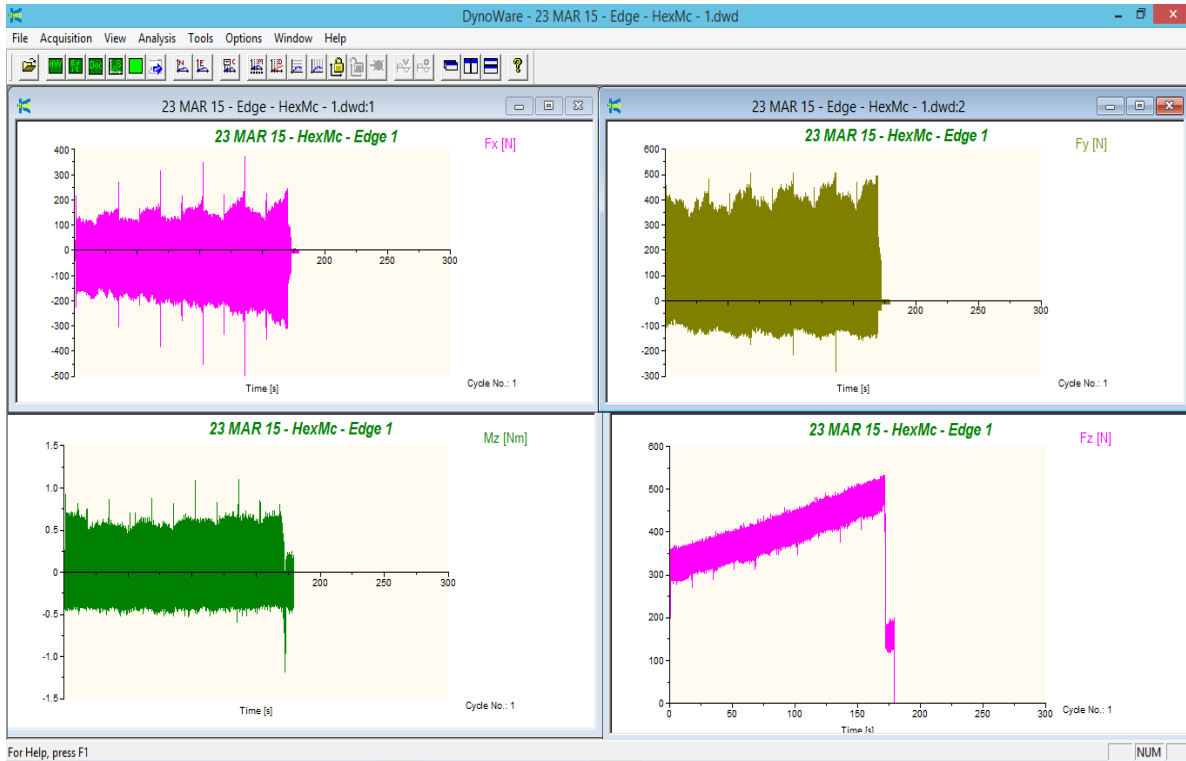 DynoWare - 23 MAR 15 - Edge - HexMc - 1.dwd
File Acquisition View Analysis Tools Options Window Help
23 MAR 15 - Edge - HexMc - 1.dwd:1
23 MAR 15 - HexMc - Edge 1
Fx [N]
400
300
200
100
0
-100
-200
-300
-400
-500
200 250 300
Time [s]
Cycle No.: 1
23 MAR 15 - Edge - HexMc - 1.dwd:2
23 MAR 15 - HexMc - Edge 1
Fy [N]
600
500
400
300
200
100
0
-100
-200
-300
200 250 300
Time [s]
Cycle No.: 1
23 MAR 15 - HexMc - Edge 1
Mz [Nm]
1.5
1.0
0.5
0
-0.5
-1.0
-1.5
200 250 300
Time [s]
Cycle No.: 1
23 MAR 15 - HexMc - Edge 1
Fz [N]
600
500
400
300
200
100
0
0 50 100 150 200 250 300
Time [s]
Cycle No.: 1
For Help, press F1
NUM